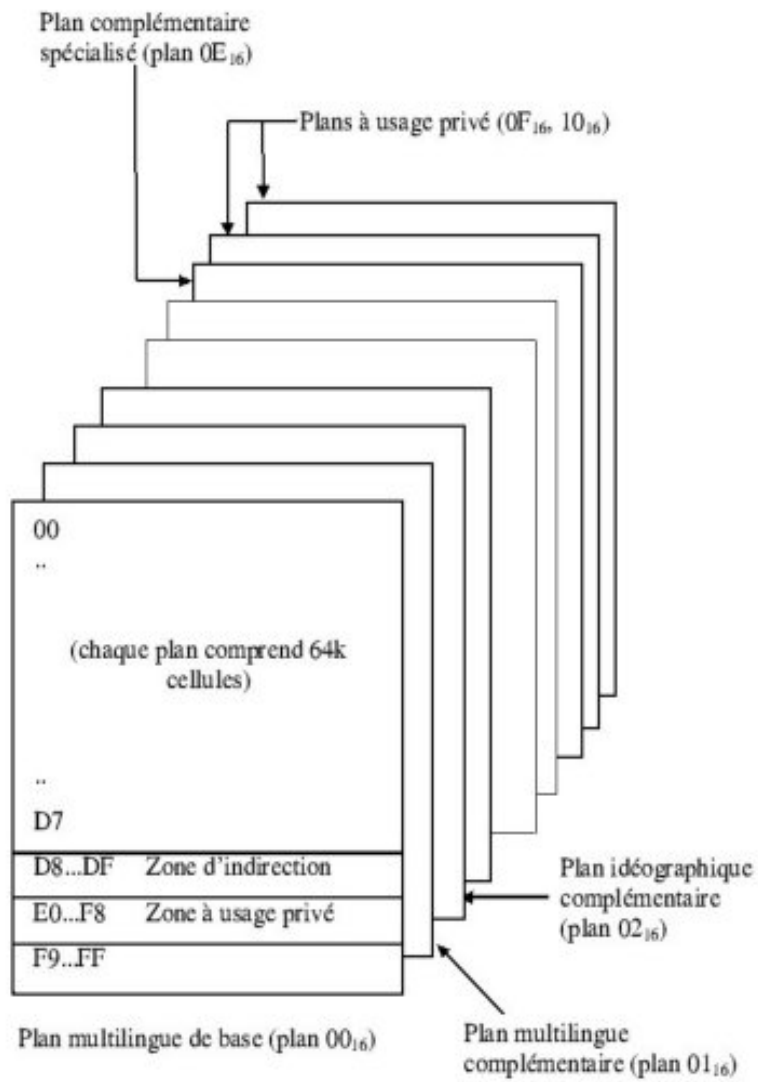 Plan complémentaire
spécialisé (plan 0E₁₆)
Plans à usage privé (0F₁₆, 10₁₆)
00
..
(chaque plan comprend 64k
cellules)
..
D7
D8...DF Zone d'indirection
E0...F8 Zone à usage privé
F9...FF
Plan idéographique
complémentaire
(plan 02₁₆)
Plan multilingue de base (plan 00₁₆)
Plan multilingue
complémentaire (plan 01₁₆)